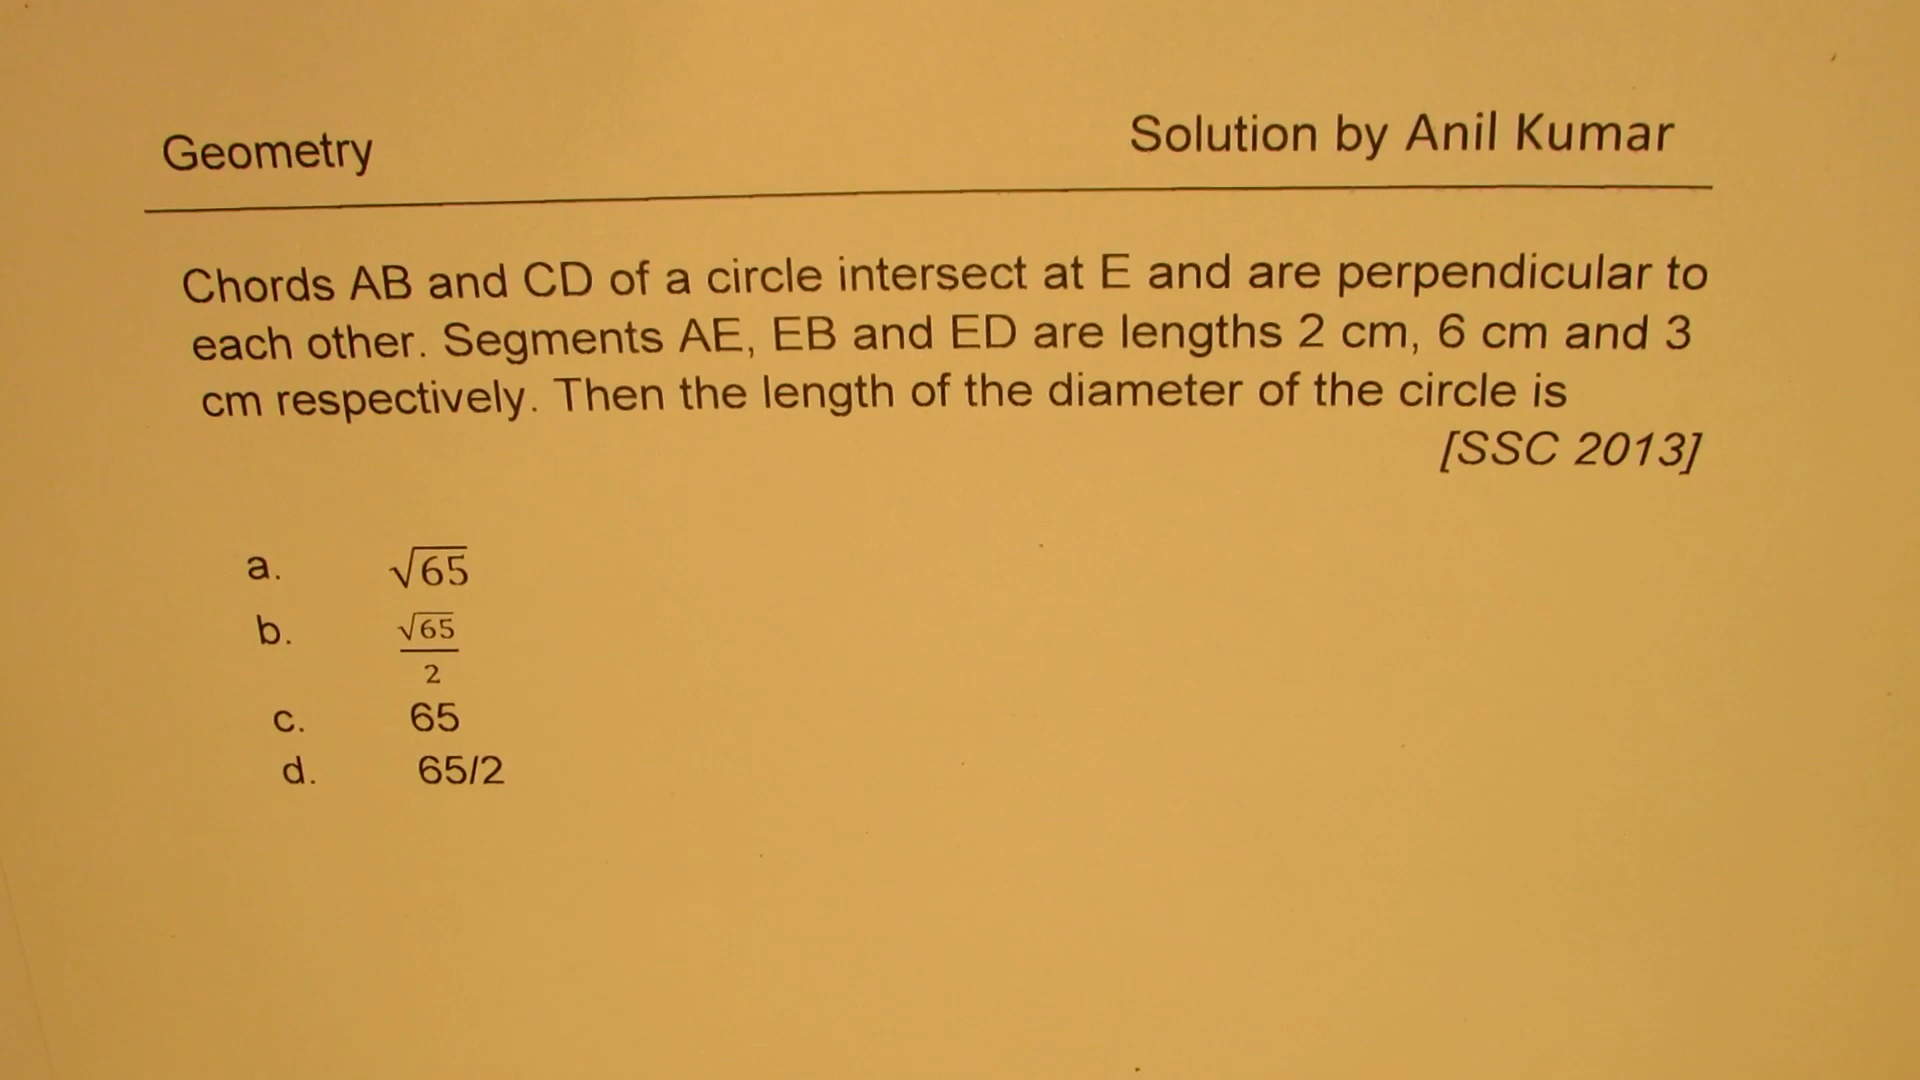 Geometry
Solution by Anil Kumar
Chords AB and CD of a circle intersect at E and are perpendicular to
each other. Segments AE, EB and ED are lengths 2 cm, 6 cm and 3
cm respectively. Then the length of the diameter of the circle is
[SSC 2013]
a. √65
b. √65/2
c. 65
d. 65/2